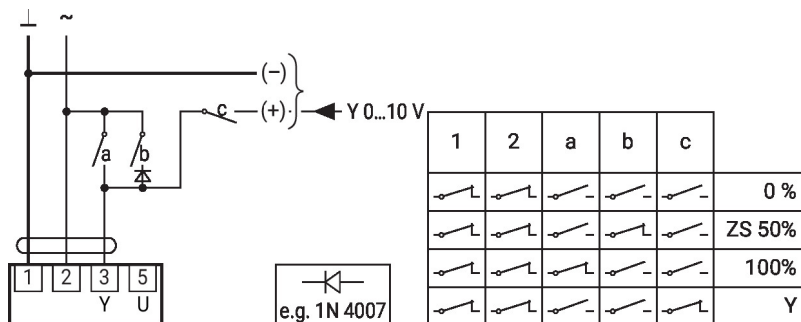 ⊥ ~
(–)
c (+) Y 0...10 V
a b
1 2 3 5
Y U
e.g. 1N 4007
1 2 a b c
0 %
ZS 50%
100%
Y